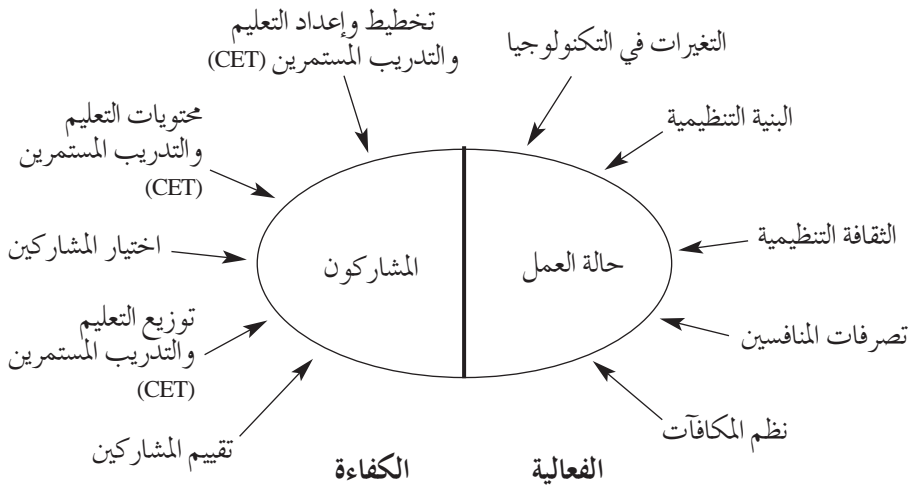 التغيرات في التكنولوجيا
البنية التنظيمية
الثقافة التنظيمية
تصرفات المنافسين
نظم المكافآت
حالة العمل
الفعالية
تخطيط وإعداد التعليم
والتدريب المستمرين (CET)
محتويات التعليم
والتدريب المستمرين
(CET)
اختيار المشاركين
توزيع التعليم
والتدريب المستمرين
(CET)
تقييم المشاركين
المشاركون
الكفاءة